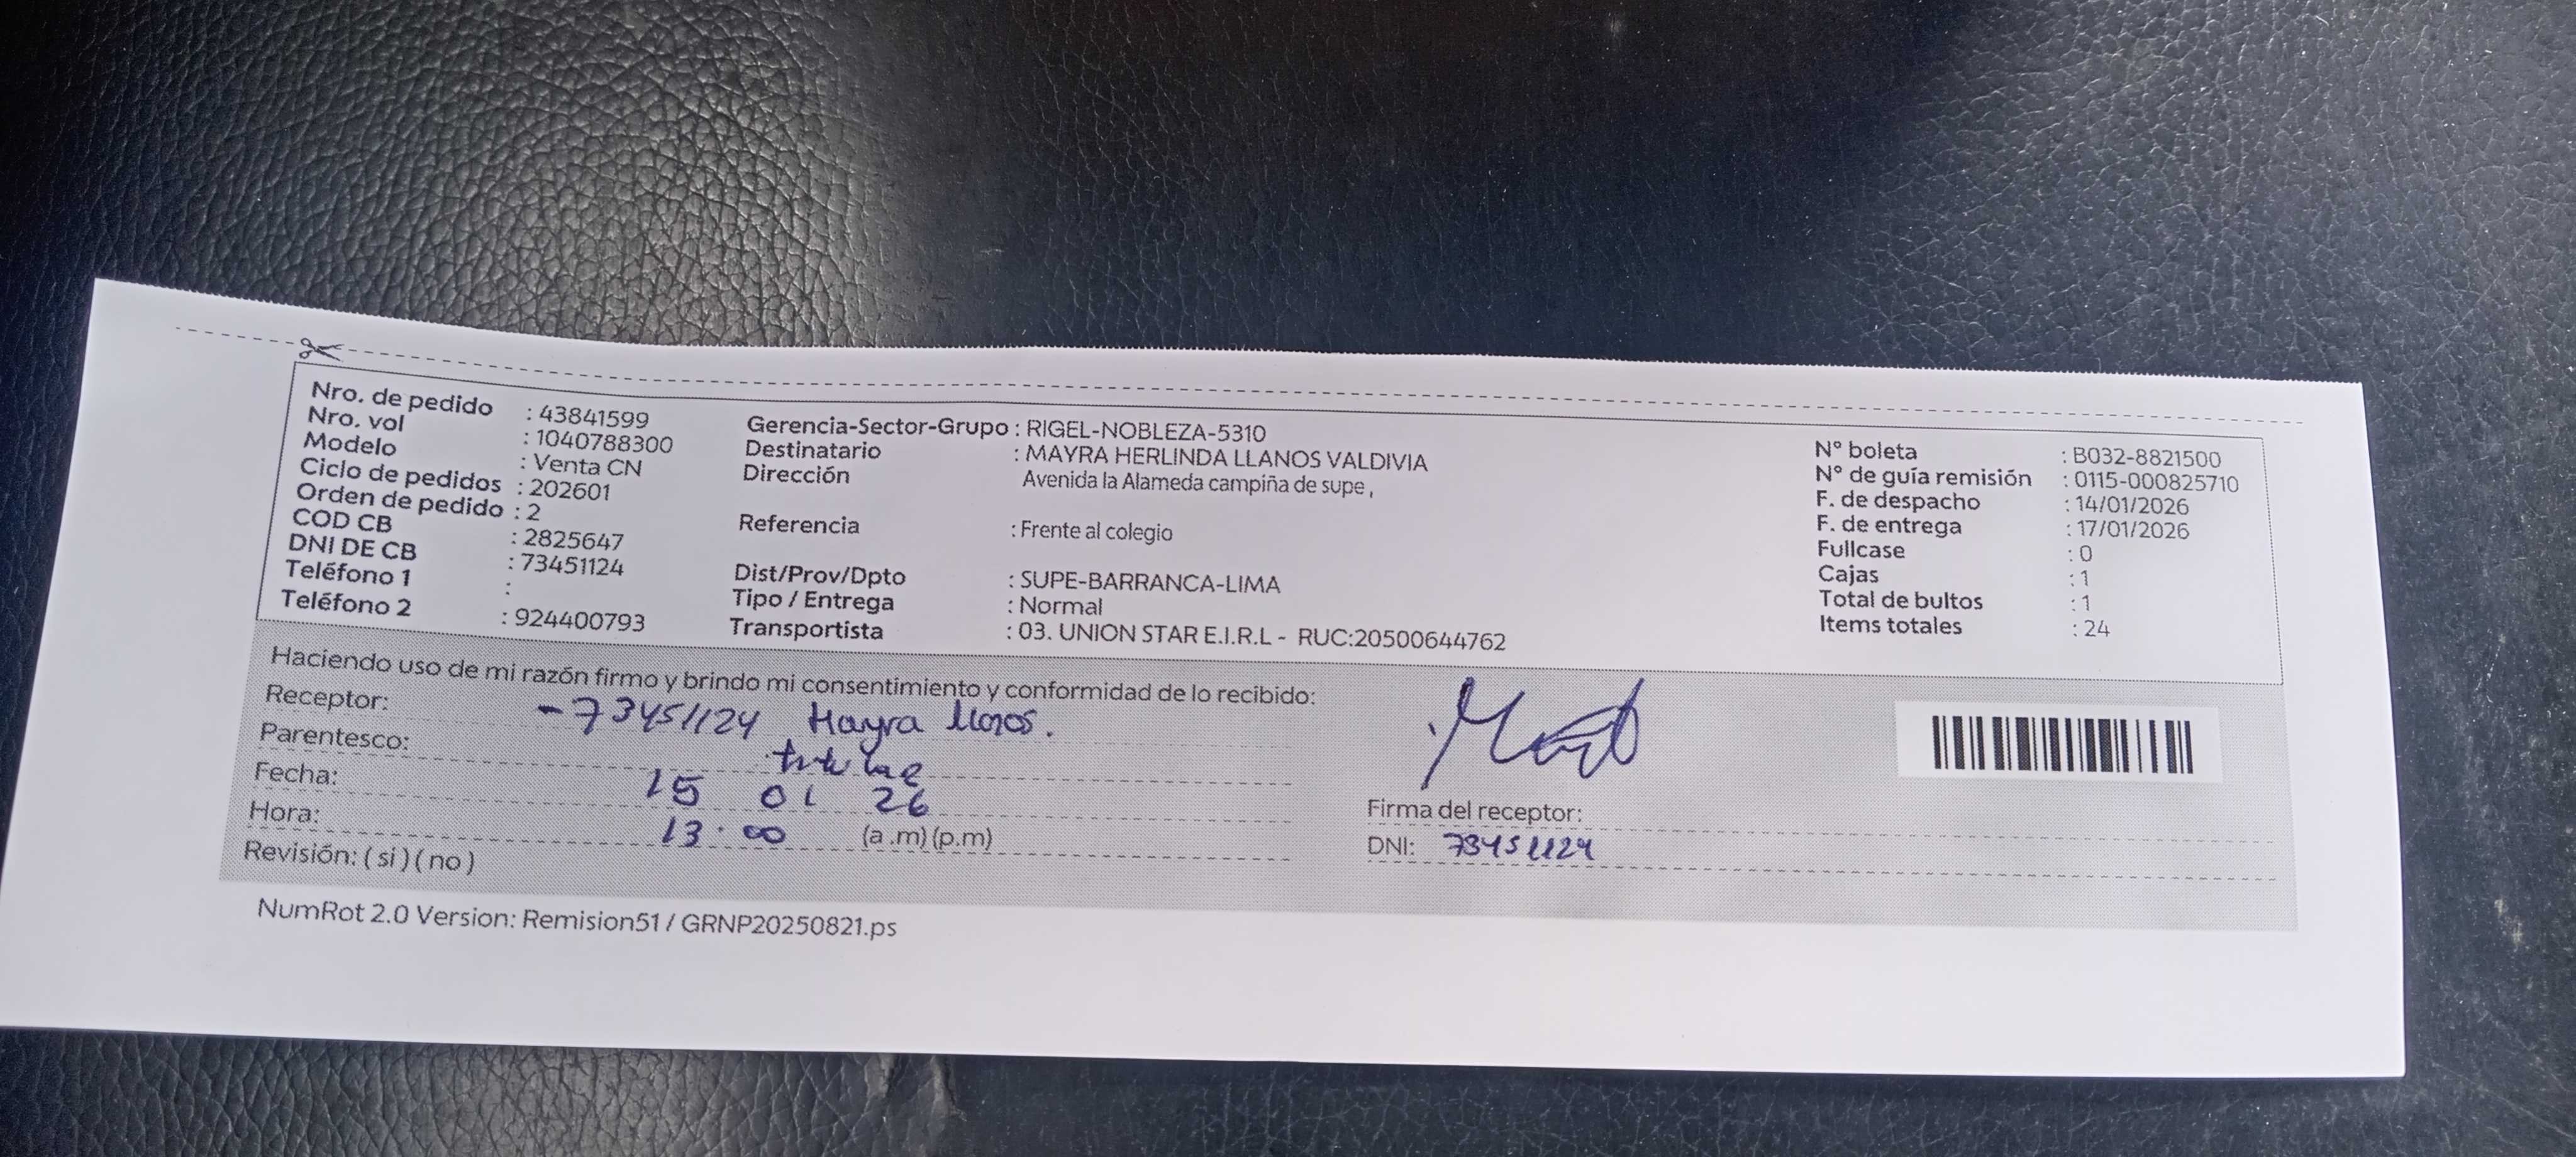 Nro. de pedido : 43841599
Nro. vol : 1040788300
Modelo : Venta CN
Ciclo de pedidos : 202601
Orden de pedido : 2
COD CB : 2825647
DNI DE CB : 73451124
Teléfono 1 :
Teléfono 2 : 924400793
Gerencia-Sector-Grupo : RIGEL-NOBLEZA-5310
Destinatario : MAYRA HERLINDA LLANOS VALDIVIA
Dirección Avenida la Alameda campiña de supe ,
Referencia : Frente al colegio
Dist/Prov/Dpto : SUPE-BARRANCA-LIMA
Tipo / Entrega : Normal
Transportista : 03. UNION STAR E.I.R.L - RUC:20500644762
N° boleta : B032-8821500
N° de guía remisión : 0115-000825710
F. de despacho : 14/01/2026
F. de entrega : 17/01/2026
Fullcase : 0
Cajas : 1
Total de bultos : 1
Items totales : 24
Haciendo uso de mi razón firmo y brindo mi consentimiento y conformidad de lo recibido:
Receptor: - 73451124 Mayra Llanos.
Parentesco: titular
Fecha: 15 01 26
Hora: 13:00 (a .m) (p.m)
Revisión: ( si ) ( no )
Firma del receptor:
DNI: 73451124
NumRot 2.0 Version: Remision51 / GRNP20250821.ps